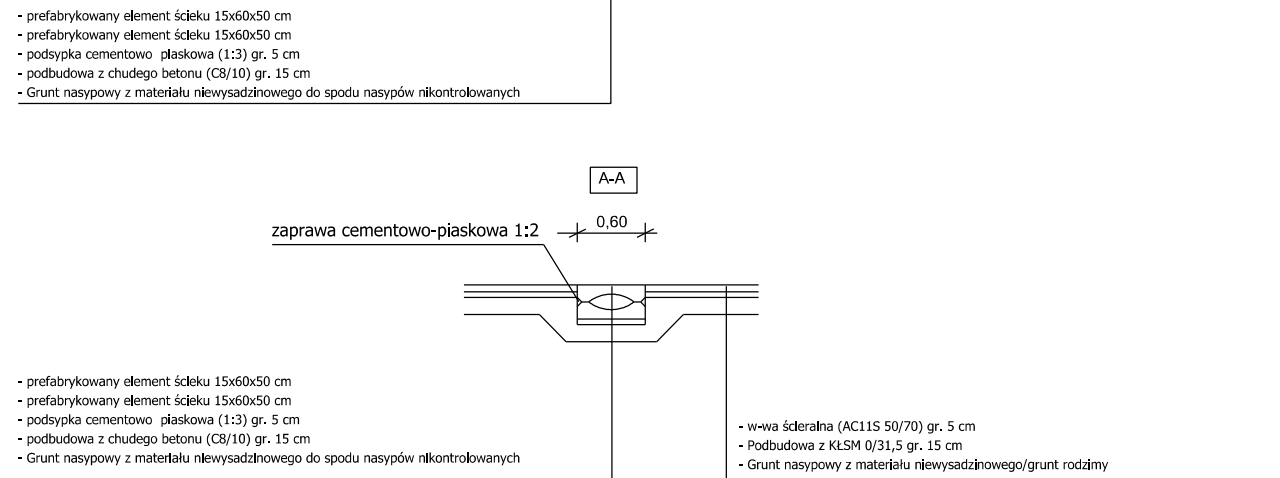 - prefabrykowany element ścieku 15x60x50 cm
- prefabrykowany element ścieku 15x60x50 cm
- podsypka cementowo piaskowa (1:3) gr. 5 cm
- podbudowa z chudego betonu (C8/10) gr. 15 cm
- Grunt nasypowy z materiału niewysadzinowego do spodu nasypów nikontrolowanych
A-A
0,60
zaprawa cementowo-piaskowa 1:2
- prefabrykowany element ścieku 15x60x50 cm
- prefabrykowany element ścieku 15x60x50 cm
- podsypka cementowo piaskowa (1:3) gr. 5 cm
- podbudowa z chudego betonu (C8/10) gr. 15 cm
- Grunt nasypowy z materiału niewysadzinowego do spodu nasypów nikontrolowanych
- w-wa ścieralna (AC11S 50/70) gr. 5 cm
- Podbudowa z KŁSM 0/31,5 gr. 15 cm
- Grunt nasypowy z materiału niewysadzinowego/grunt rodzimy